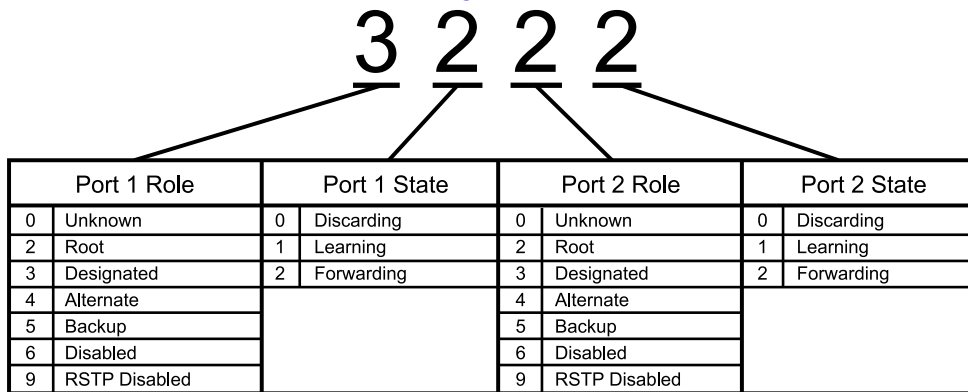 3 2 2 2
Port 1 Role Port 1 State Port 2 Role Port 2 State
0 Unknown 0 Discarding 0 Unknown 0 Discarding
2 Root 1 Learning 2 Root 1 Learning
3 Designated 2 Forwarding 3 Designated 2 Forwarding
4 Alternate 4 Alternate
5 Backup 5 Backup
6 Disabled 6 Disabled
9 RSTP Disabled 9 RSTP Disabled